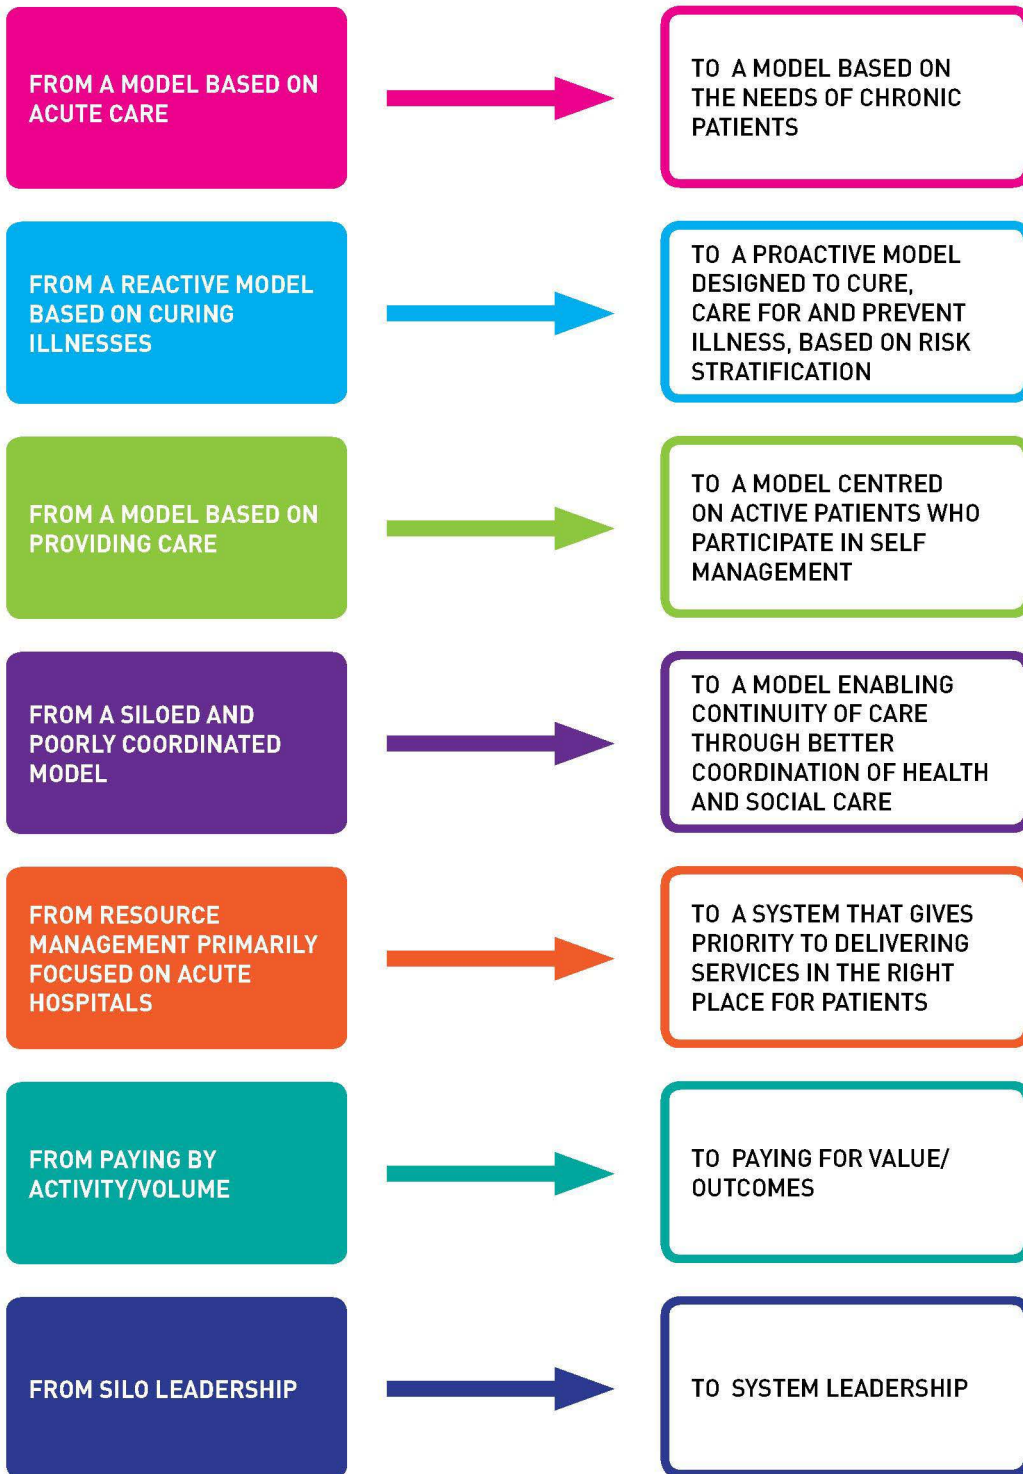 FROM A MODEL BASED ON
ACUTE CARE
TO A MODEL BASED ON
THE NEEDS OF CHRONIC
PATIENTS
FROM A REACTIVE MODEL
BASED ON CURING
ILLNESSES
TO A PROACTIVE MODEL
DESIGNED TO CURE,
CARE FOR AND PREVENT
ILLNESS, BASED ON RISK
STRATIFICATION
FROM A MODEL BASED ON
PROVIDING CARE
TO A MODEL CENTRED
ON ACTIVE PATIENTS WHO
PARTICIPATE IN SELF
MANAGEMENT
FROM A SILOED AND
POORLY COORDINATED
MODEL
TO A MODEL ENABLING
CONTINUITY OF CARE
THROUGH BETTER
COORDINATION OF HEALTH
AND SOCIAL CARE
FROM RESOURCE
MANAGEMENT PRIMARILY
FOCUSED ON ACUTE
HOSPITALS
TO A SYSTEM THAT GIVES
PRIORITY TO DELIVERING
SERVICES IN THE RIGHT
PLACE FOR PATIENTS
FROM PAYING BY
ACTIVITY/VOLUME
TO PAYING FOR VALUE/
OUTCOMES
FROM SILO LEADERSHIP
TO SYSTEM LEADERSHIP